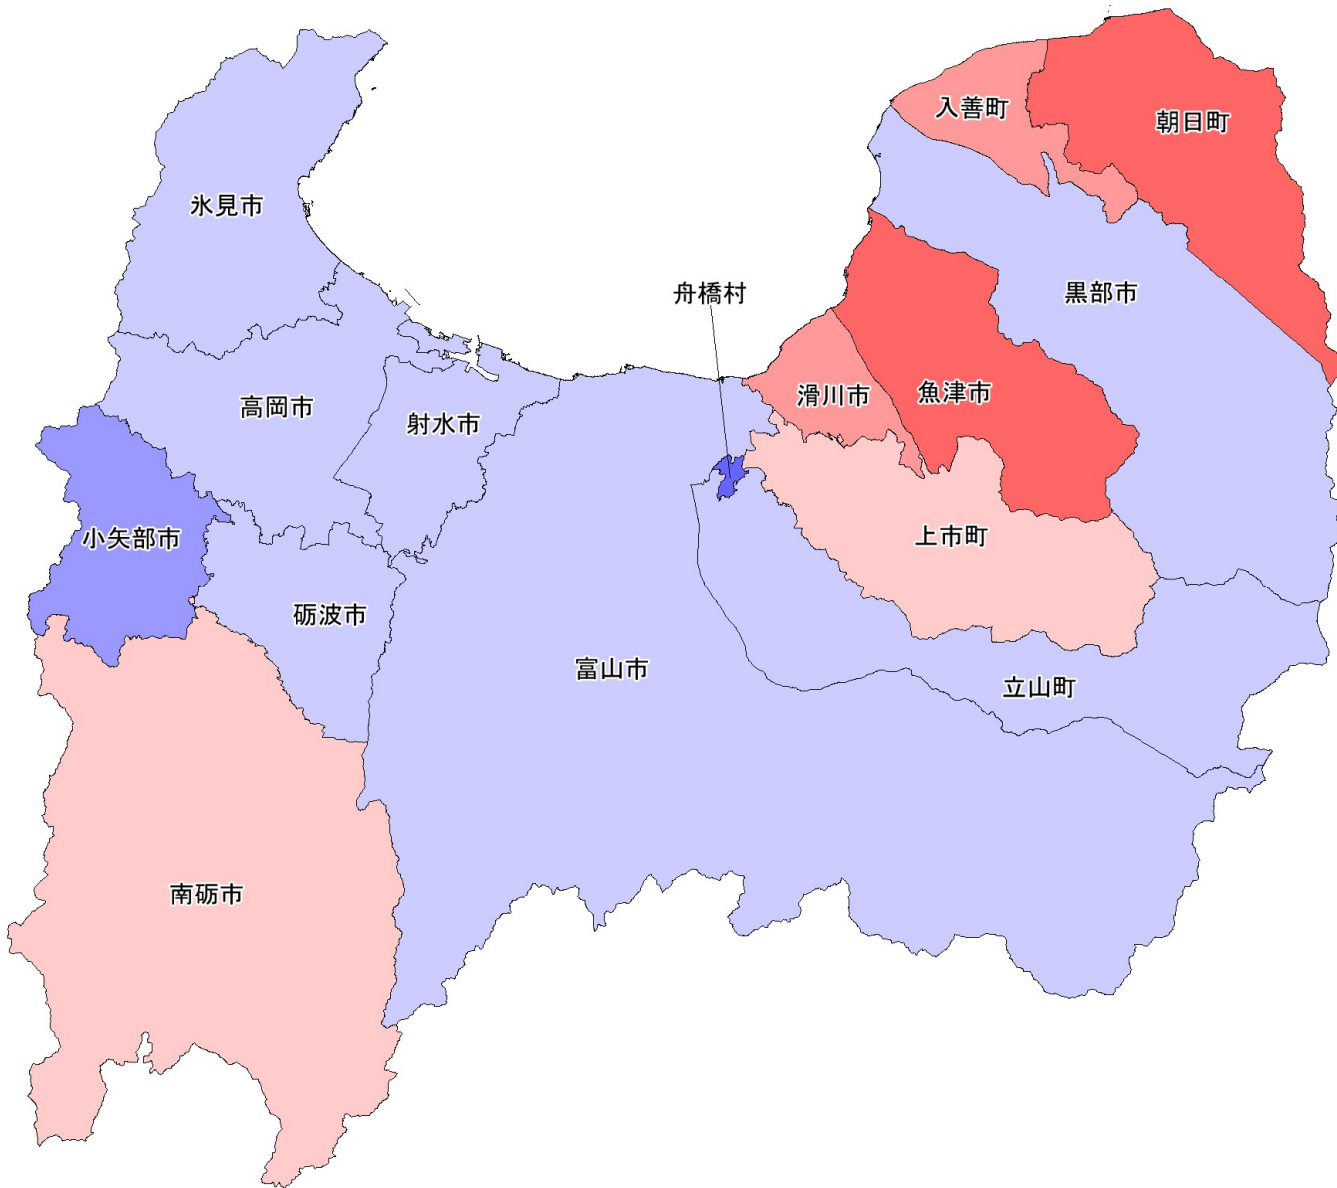 入善町
朝日町
氷見市
舟橋村
黒部市
高岡市
射水市
滑川市
魚津市
小矢部市
上市町
砺波市
富山市
立山町
南砺市